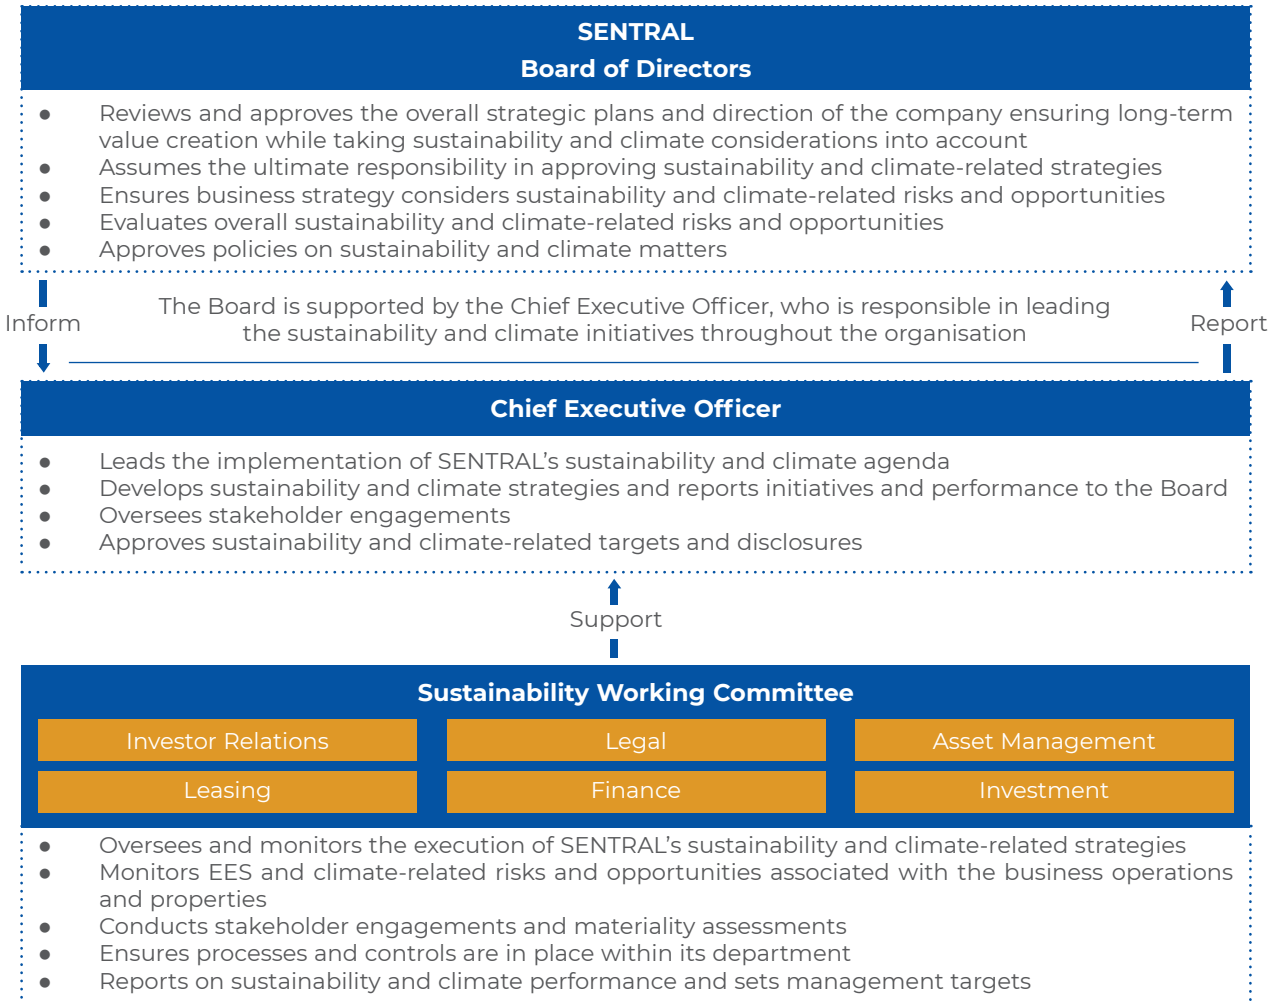 SENTRAL
Board of Directors
● Reviews and approves the overall strategic plans and direction of the company ensuring long-term
value creation while taking sustainability and climate considerations into account
● Assumes the ultimate responsibility in approving sustainability and climate-related strategies
● Ensures business strategy considers sustainability and climate-related risks and opportunities
● Evaluates overall sustainability and climate-related risks and opportunities
● Approves policies on sustainability and climate matters
Inform
The Board is supported by the Chief Executive Officer, who is responsible in leading
the sustainability and climate initiatives throughout the organisation
Report
Chief Executive Officer
● Leads the implementation of SENTRAL’s sustainability and climate agenda
● Develops sustainability and climate strategies and reports initiatives and performance to the Board
● Oversees stakeholder engagements
● Approves sustainability and climate-related targets and disclosures
Support
Sustainability Working Committee
Investor Relations
Legal
Asset Management
Leasing
Finance
Investment
● Oversees and monitors the execution of SENTRAL’s sustainability and climate-related strategies
● Monitors EES and climate-related risks and opportunities associated with the business operations
and properties
● Conducts stakeholder engagements and materiality assessments
● Ensures processes and controls are in place within its department
● Reports on sustainability and climate performance and sets management targets